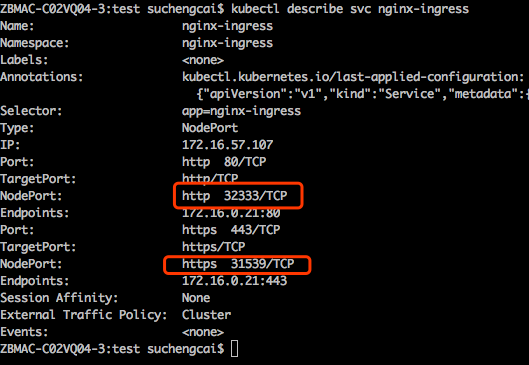 ZBMAC-C02VQ04-3:test suchengcai$ kubectl describe svc nginx-ingress
Name: nginx-ingress
Namespace: nginx-ingress
Labels: <none>
Annotations: kubectl.kubernetes.io/last-applied-configuration:
{"apiVersion":"v1","kind":"Service","metadata":{
Selector: app=nginx-ingress
Type: NodePort
IP: 172.16.57.107
Port: http 80/TCP
TargetPort: http/TCP
NodePort: http 32333/TCP
Endpoints: 172.16.0.21:80
Port: https 443/TCP
TargetPort: https/TCP
NodePort: https 31539/TCP
Endpoints: 172.16.0.21:443
Session Affinity: None
External Traffic Policy: Cluster
Events: <none>
ZBMAC-C02VQ04-3:test suchengcai$